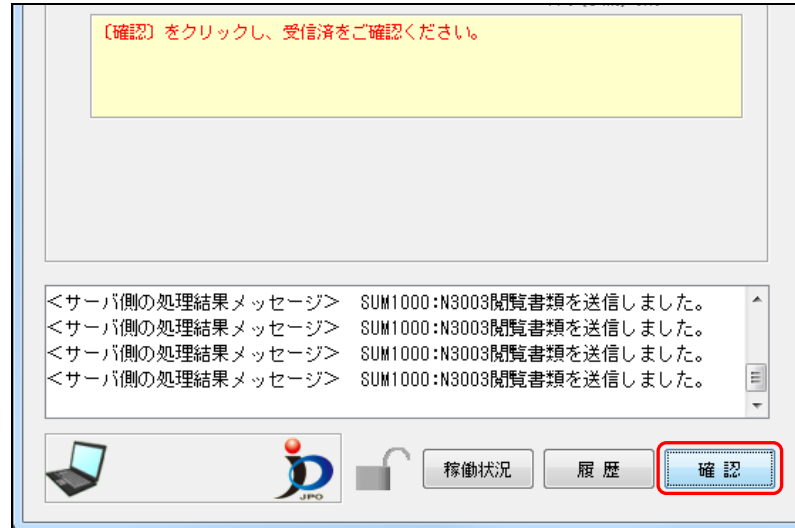 〔確認〕をクリックし、受信済をご確認ください。
＜サーバ側の処理結果メッセージ＞　SUM1000:N3003閲覧書類を送信しました。
＜サーバ側の処理結果メッセージ＞　SUM1000:N3003閲覧書類を送信しました。
＜サーバ側の処理結果メッセージ＞　SUM1000:N3003閲覧書類を送信しました。
＜サーバ側の処理結果メッセージ＞　SUM1000:N3003閲覧書類を送信しました。
JPO
稼働状況
履 歴
確 認